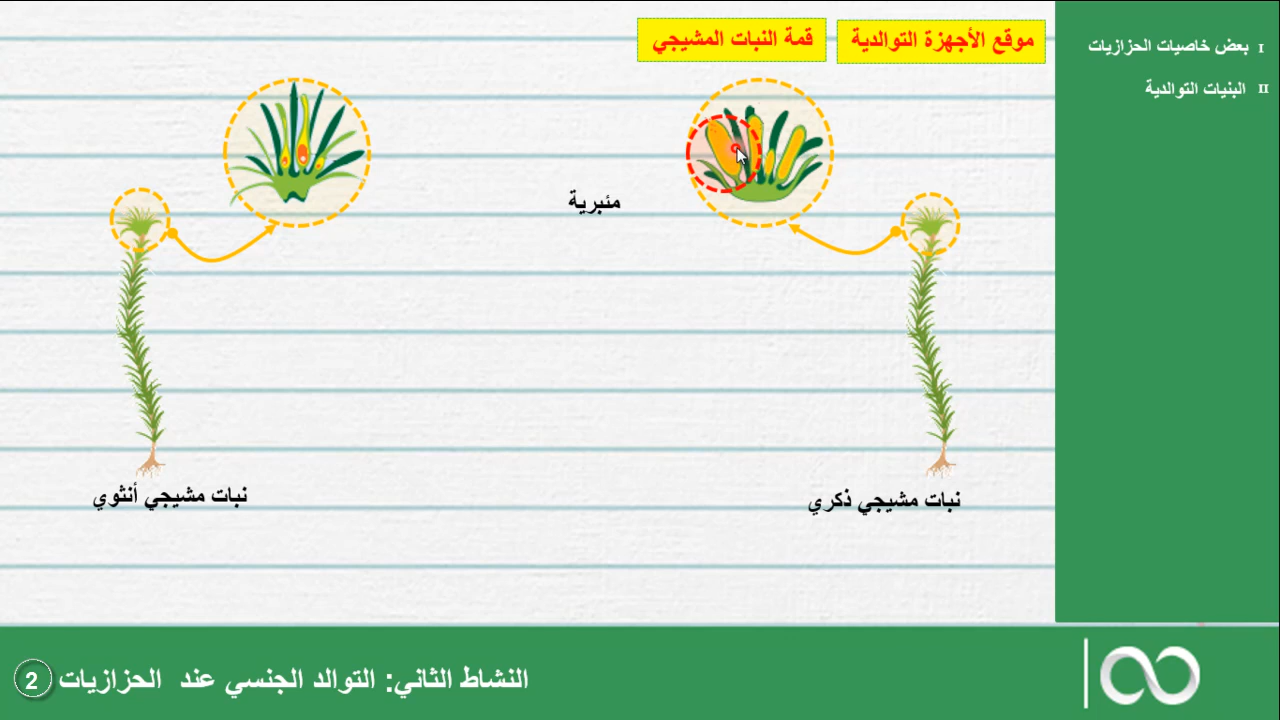 موقع الأجهزة التوالدية
قمة النبات المشيجي
I بعض خاصيات الحزازيات
II البنيات التوالدية
مئبرية
نبات مشيجي ذكري
نبات مشيجي أنثوي
النشاط الثاني: التوالد الجنسي عند الحزازيات 2